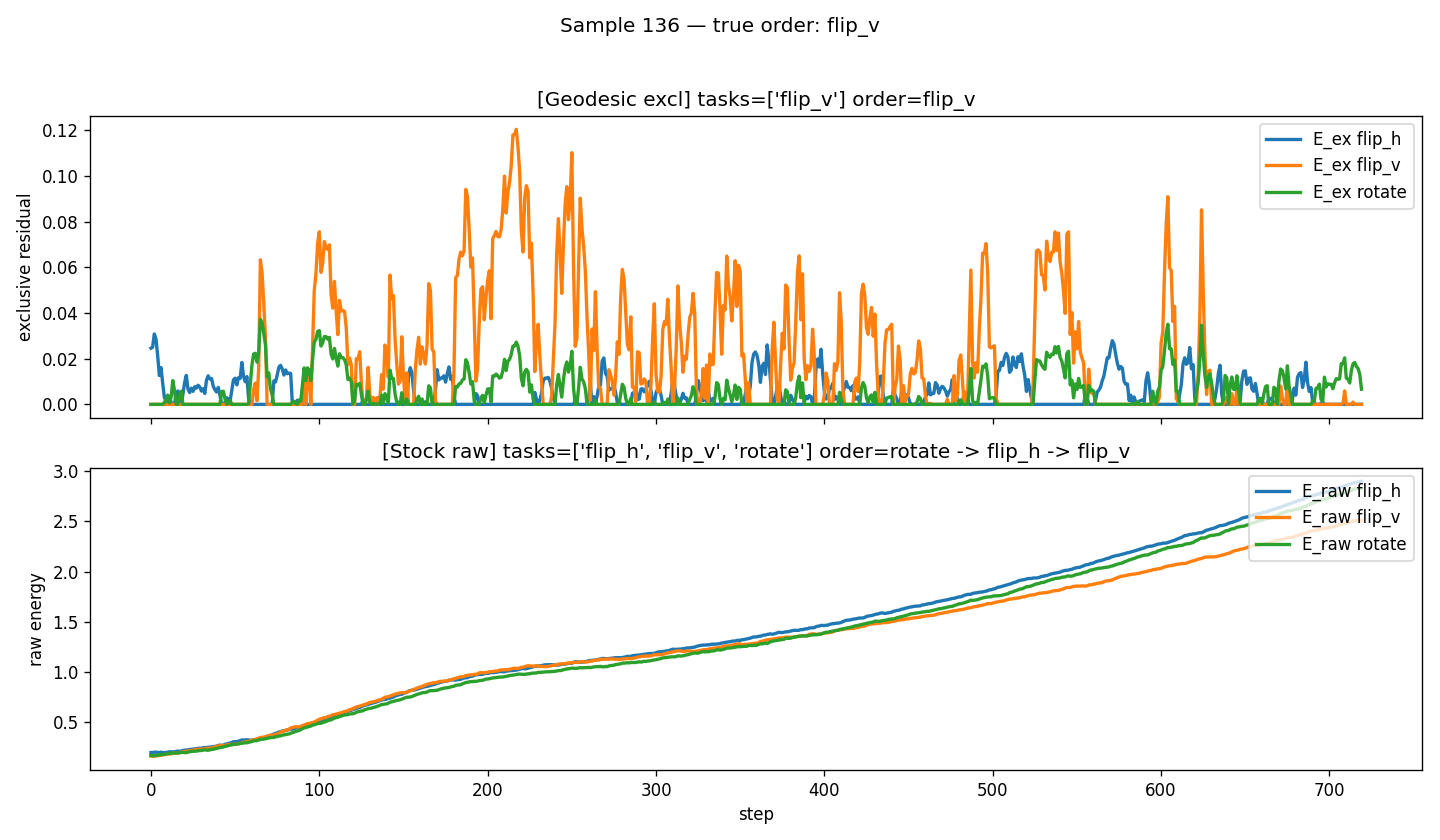 Sample 136 — true order: flip_v
[Geodesic excl] tasks=['flip_v'] order=flip_v
exclusive residual
0.12
0.10
0.08
0.06
0.04
0.02
0.00
E_ex flip_h
E_ex flip_v
E_ex rotate
[Stock raw] tasks=['flip_h', 'flip_v', 'rotate'] order=rotate -> flip_h -> flip_v
raw energy
3.0
2.5
2.0
1.5
1.0
0.5
E_raw flip_h
E_raw flip_v
E_raw rotate
0 100 200 300 400 500 600 700
step